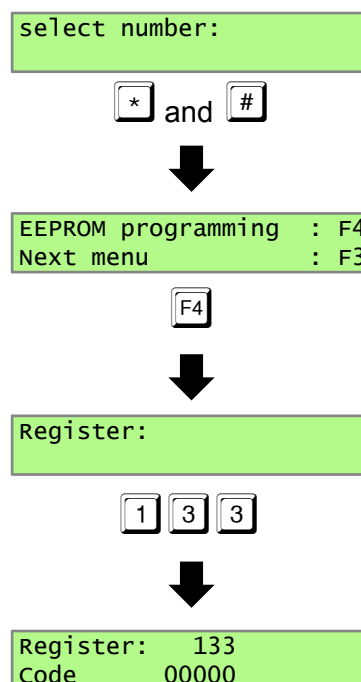 select number:
* and #
EEPROM programming : F4
Next menu : F3
F4
Register:
1 3 3
Register: 133
Code 00000